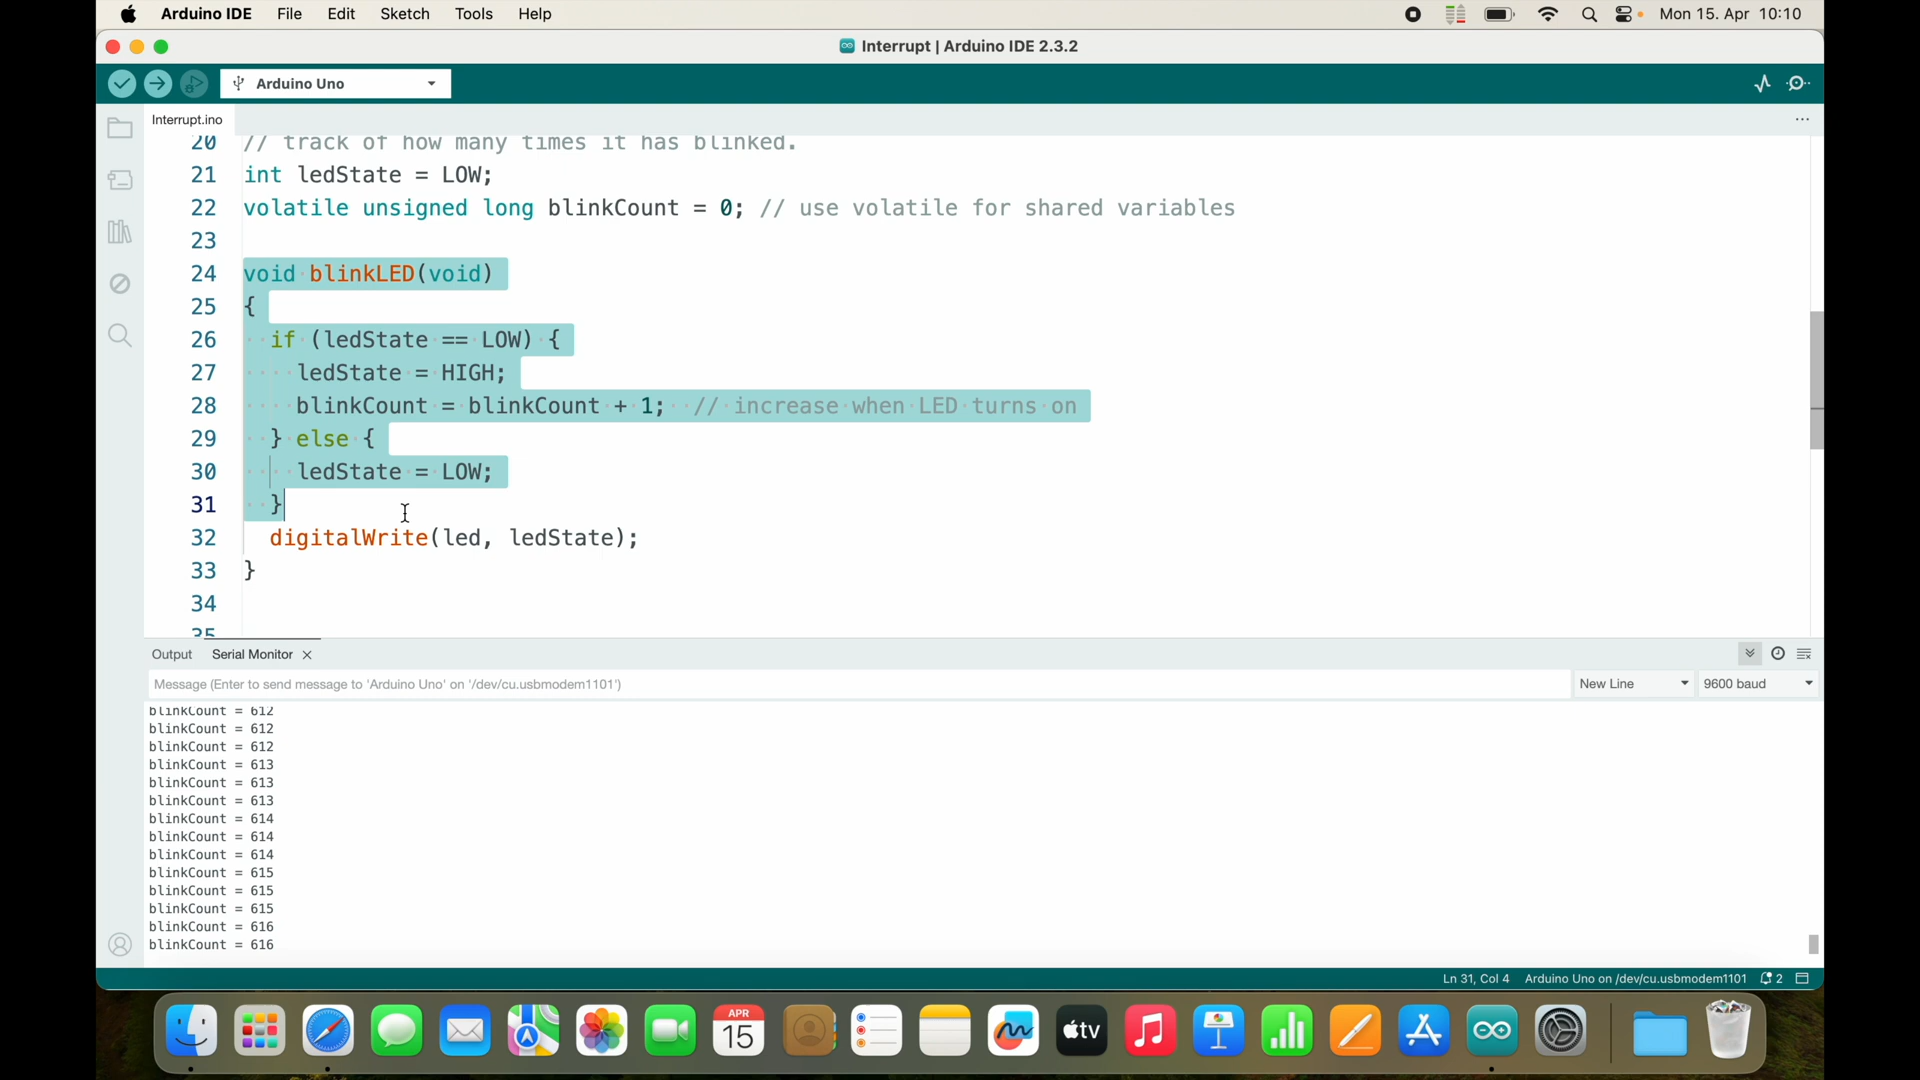 Arduino IDE File Edit Sketch Tools Help Mon 15. Apr 10:10
Interrupt | Arduino IDE 2.3.2
Arduino Uno
Interrupt.ino
20 // track of how many times it has blinked.
21 int ledState = LOW;
22 volatile unsigned long blinkCount = 0; // use volatile for shared variables
23
24 void blinkLED(void)
25 {
26 if (ledState == LOW) {
27 ledState = HIGH;
28 blinkCount = blinkCount + 1; // increase when LED turns on
29 } else {
30 ledState = LOW;
31 }
32 digitalWrite(led, ledState);
33 }
34
35
Output Serial Monitor
Message (Enter to send message to 'Arduino Uno' on '/dev/cu.usbmodem1101') New Line 9600 baud
blinkCount = 612
blinkCount = 612
blinkCount = 612
blinkCount = 613
blinkCount = 613
blinkCount = 613
blinkCount = 614
blinkCount = 614
blinkCount = 614
blinkCount = 615
blinkCount = 615
blinkCount = 615
blinkCount = 616
blinkCount = 616
Ln 31, Col 4 Arduino Uno on /dev/cu.usbmodem1101 2
APR
15
tv